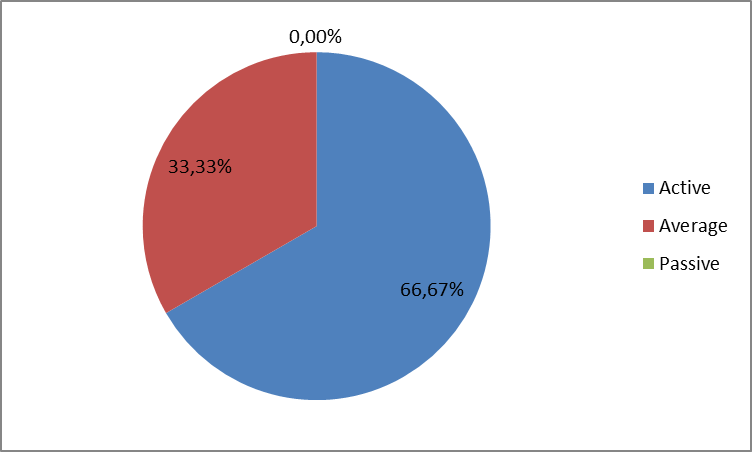 0,00%
33,33%
66,67%
Active
Average
Passive